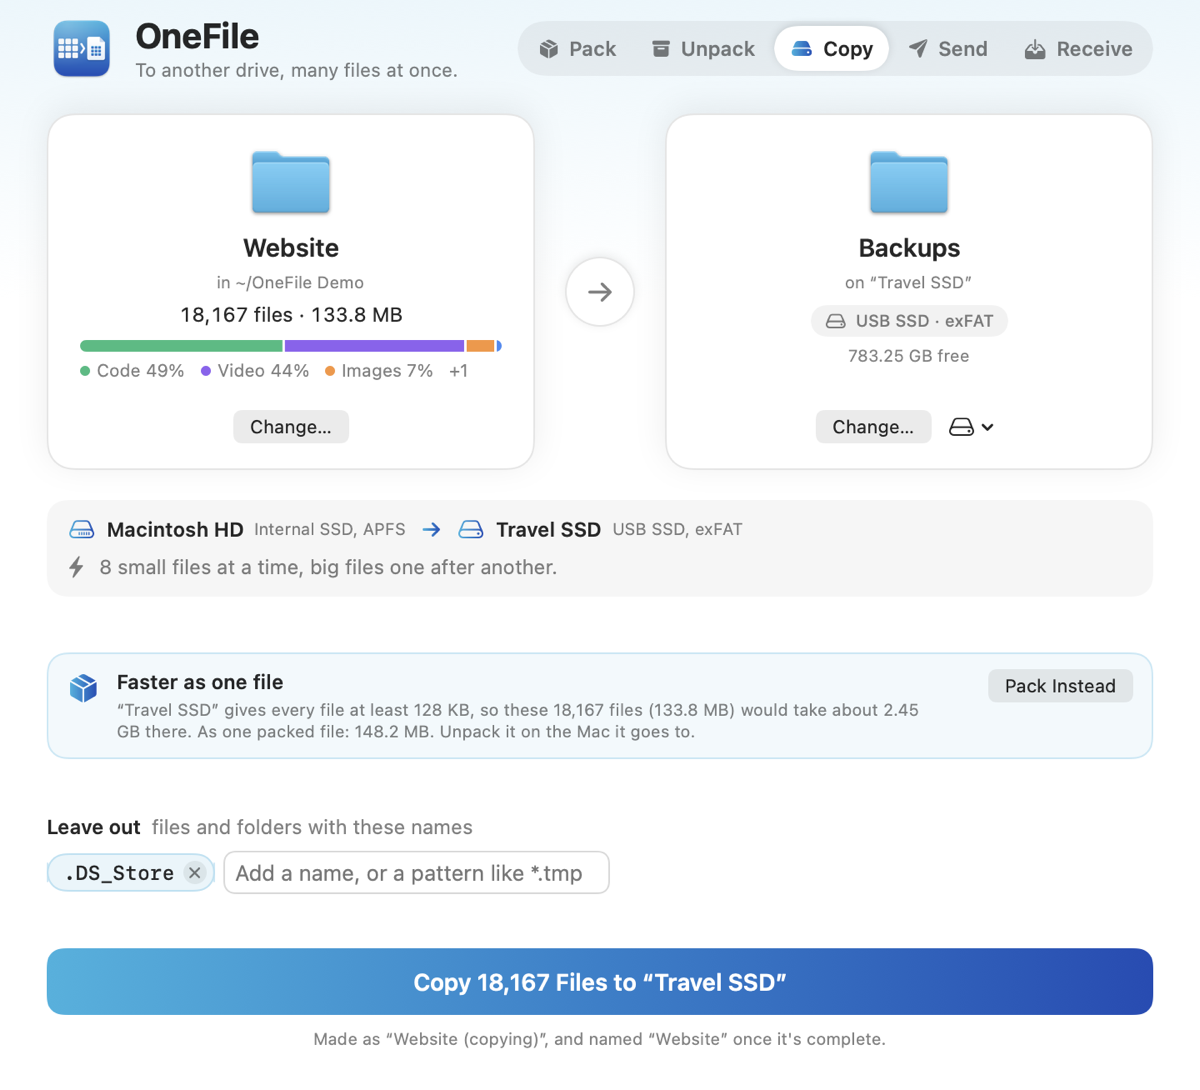 OneFile
To another drive, many files at once.
Pack
Unpack
Copy
Send
Receive
Website
in ~/OneFile Demo
18,167 files · 133.8 MB
Code 49% Video 44% Images 7% +1
Change...
Backups
on “Travel SSD”
USB SSD · exFAT
783.25 GB free
Change...
Macintosh HD Internal SSD, APFS → Travel SSD USB SSD, exFAT
8 small files at a time, big files one after another.
Faster as one file
“Travel SSD” gives every file at least 128 KB, so these 18,167 files (133.8 MB) would take about 2.45
GB there. As one packed file: 148.2 MB. Unpack it on the Mac it goes to.
Pack Instead
Leave out files and folders with these names
.DS_Store
Add a name, or a pattern like *.tmp
Copy 18,167 Files to “Travel SSD”
Made as “Website (copying)”, and named “Website” once it's complete.